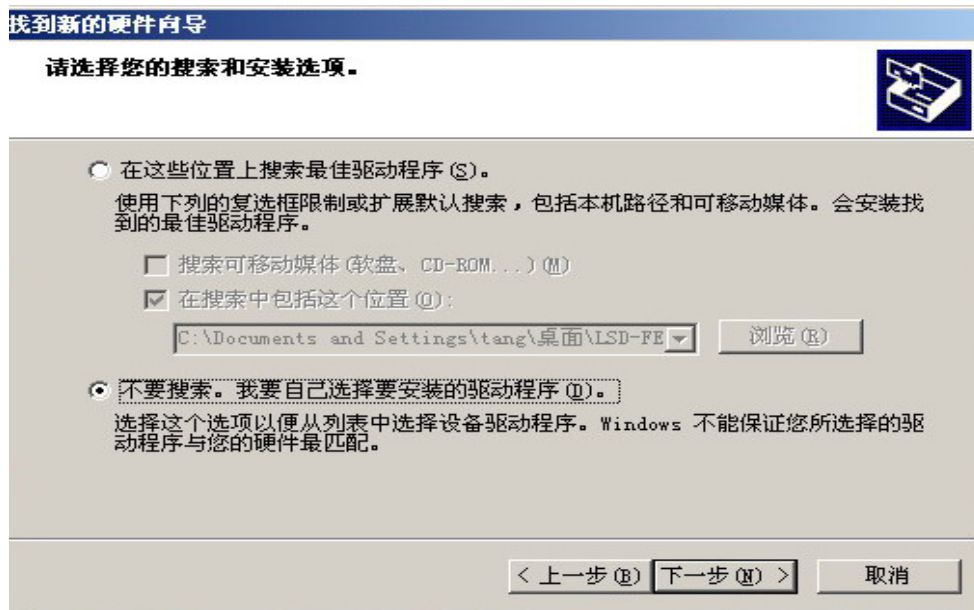 找到新的硬件向导
请选择您的搜索和安装选项。
在这些位置上搜索最佳驱动程序(S)。
使用下列的复选框限制或扩展默认搜索，包括本机路径和可移动媒体。会安装找
到的最佳驱动程序。
搜索可移动媒体(软盘、CD-ROM...)(M)
在搜索中包括这个位置(O):
C:\Documents and Settings\tang\桌面\LSD-FE
浏览(R)
不要搜索。我要自己选择要安装的驱动程序(D)。
选择这个选项以便从列表中选择设备驱动程序。Windows 不能保证您所选择的驱
动程序与您的硬件最匹配。
< 上一步(B) 下一步(N) > 取消